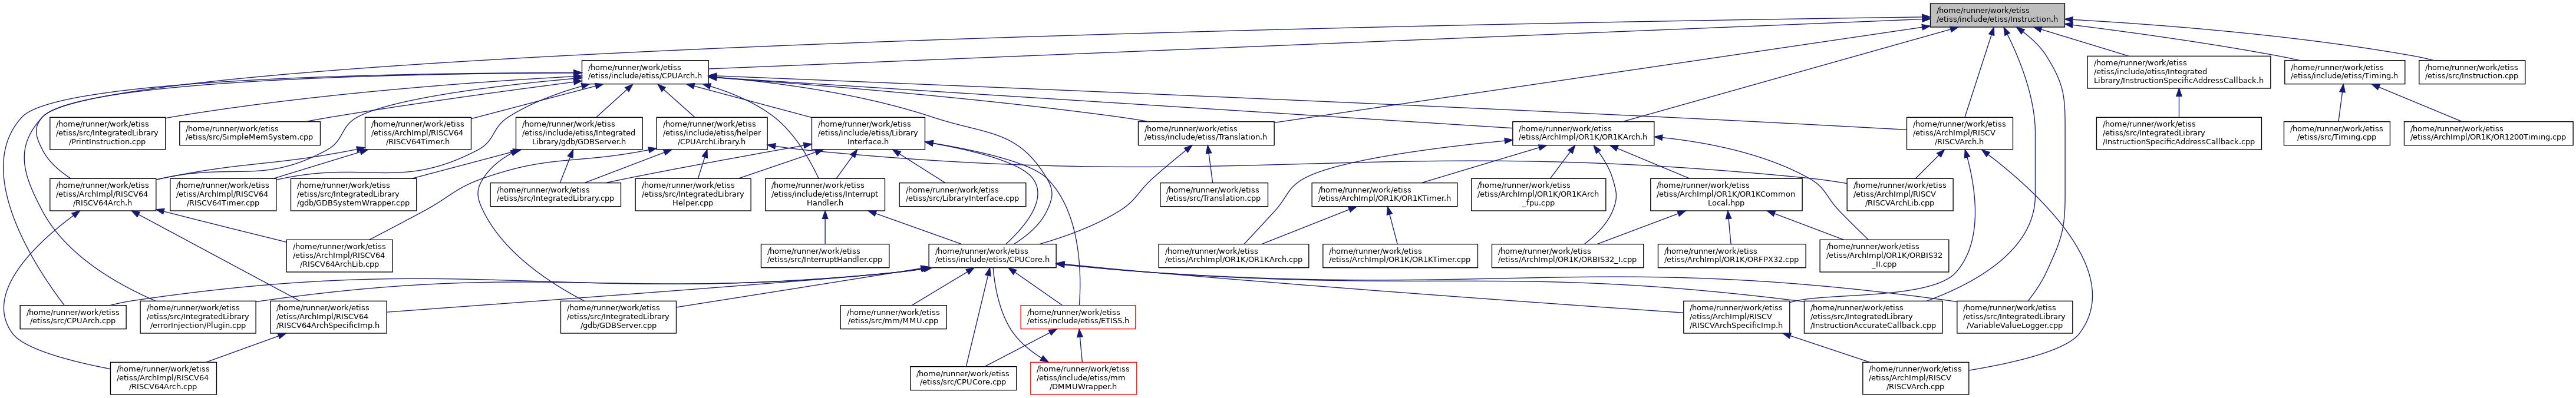 /home/runner/work/etiss
/etiss/include/etiss/Instruction.h
/home/runner/work/etiss
/etiss/include/etiss/CPUArch.h
/home/runner/work/etiss
/etiss/include/etiss/Integrated
Library/InstructionSpecificAddressCallback.h
/home/runner/work/etiss
/etiss/include/etiss/Timing.h
/home/runner/work/etiss
/etiss/src/Instruction.cpp
/home/runner/work/etiss
/etiss/src/IntegratedLibrary
/PrintInstruction.cpp
/home/runner/work/etiss
/etiss/src/SimpleMemSystem.cpp
/home/runner/work/etiss
/etiss/ArchImpl/RISCV64
/RISCV64Timer.h
/home/runner/work/etiss
/etiss/include/etiss/Integrated
Library/gdb/GDBServer.h
/home/runner/work/etiss
/etiss/include/etiss/helper
/CPUArchLibrary.h
/home/runner/work/etiss
/etiss/include/etiss/Library
Interface.h
/home/runner/work/etiss
/etiss/include/etiss/Translation.h
/home/runner/work/etiss
/etiss/ArchImpl/OR1K/OR1KArch.h
/home/runner/work/etiss
/etiss/ArchImpl/RISCV
/RISCVArch.h
/home/runner/work/etiss
/etiss/src/IntegratedLibrary
/InstructionSpecificAddressCallback.cpp
/home/runner/work/etiss
/etiss/src/Timing.cpp
/home/runner/work/etiss
/etiss/ArchImpl/OR1K/OR1200Timing.cpp
/home/runner/work/etiss
/etiss/ArchImpl/RISCV64
/RISCV64Arch.h
/home/runner/work/etiss
/etiss/ArchImpl/RISCV64
/RISCV64Timer.cpp
/home/runner/work/etiss
/etiss/src/IntegratedLibrary
/gdb/GDBSystemWrapper.cpp
/home/runner/work/etiss
/etiss/src/IntegratedLibrary.cpp
/home/runner/work/etiss
/etiss/src/IntegratedLibrary
Helper.cpp
/home/runner/work/etiss
/etiss/include/etiss/Interrupt
Handler.h
/home/runner/work/etiss
/etiss/src/LibraryInterface.cpp
/home/runner/work/etiss
/etiss/src/Translation.cpp
/home/runner/work/etiss
/etiss/ArchImpl/OR1K/OR1KTimer.h
/home/runner/work/etiss
/etiss/ArchImpl/OR1K/OR1KArch
_fpu.cpp
/home/runner/work/etiss
/etiss/ArchImpl/OR1K/OR1KCommon
Local.hpp
/home/runner/work/etiss
/etiss/ArchImpl/RISCV
/RISCVArchLib.cpp
/home/runner/work/etiss
/etiss/ArchImpl/RISCV64
/RISCV64ArchLib.cpp
/home/runner/work/etiss
/etiss/src/InterruptHandler.cpp
/home/runner/work/etiss
/etiss/include/etiss/CPUCore.h
/home/runner/work/etiss
/etiss/ArchImpl/OR1K/OR1KArch.cpp
/home/runner/work/etiss
/etiss/ArchImpl/OR1K/OR1KTimer.cpp
/home/runner/work/etiss
/etiss/ArchImpl/OR1K/ORBIS32_I.cpp
/home/runner/work/etiss
/etiss/ArchImpl/OR1K/ORFPX32.cpp
/home/runner/work/etiss
/etiss/ArchImpl/OR1K/ORBIS32
_II.cpp
/home/runner/work/etiss
/etiss/src/CPUArch.cpp
/home/runner/work/etiss
/etiss/src/IntegratedLibrary
/errorInjection/Plugin.cpp
/home/runner/work/etiss
/etiss/ArchImpl/RISCV64
/RISCV64ArchSpecificImp.h
/home/runner/work/etiss
/etiss/src/IntegratedLibrary
/gdb/GDBServer.cpp
/home/runner/work/etiss
/etiss/src/mm/MMU.cpp
/home/runner/work/etiss
/etiss/include/etiss/ETISS.h
/home/runner/work/etiss
/etiss/ArchImpl/RISCV
/RISCVArchSpecificImp.h
/home/runner/work/etiss
/etiss/src/IntegratedLibrary
/InstructionAccurateCallback.cpp
/home/runner/work/etiss
/etiss/src/IntegratedLibrary
/VariableValueLogger.cpp
/home/runner/work/etiss
/etiss/ArchImpl/RISCV64
/RISCV64Arch.cpp
/home/runner/work/etiss
/etiss/src/CPUCore.cpp
/home/runner/work/etiss
/etiss/include/etiss/mm
/DMMUWrapper.h
/home/runner/work/etiss
/etiss/ArchImpl/RISCV
/RISCVArch.cpp